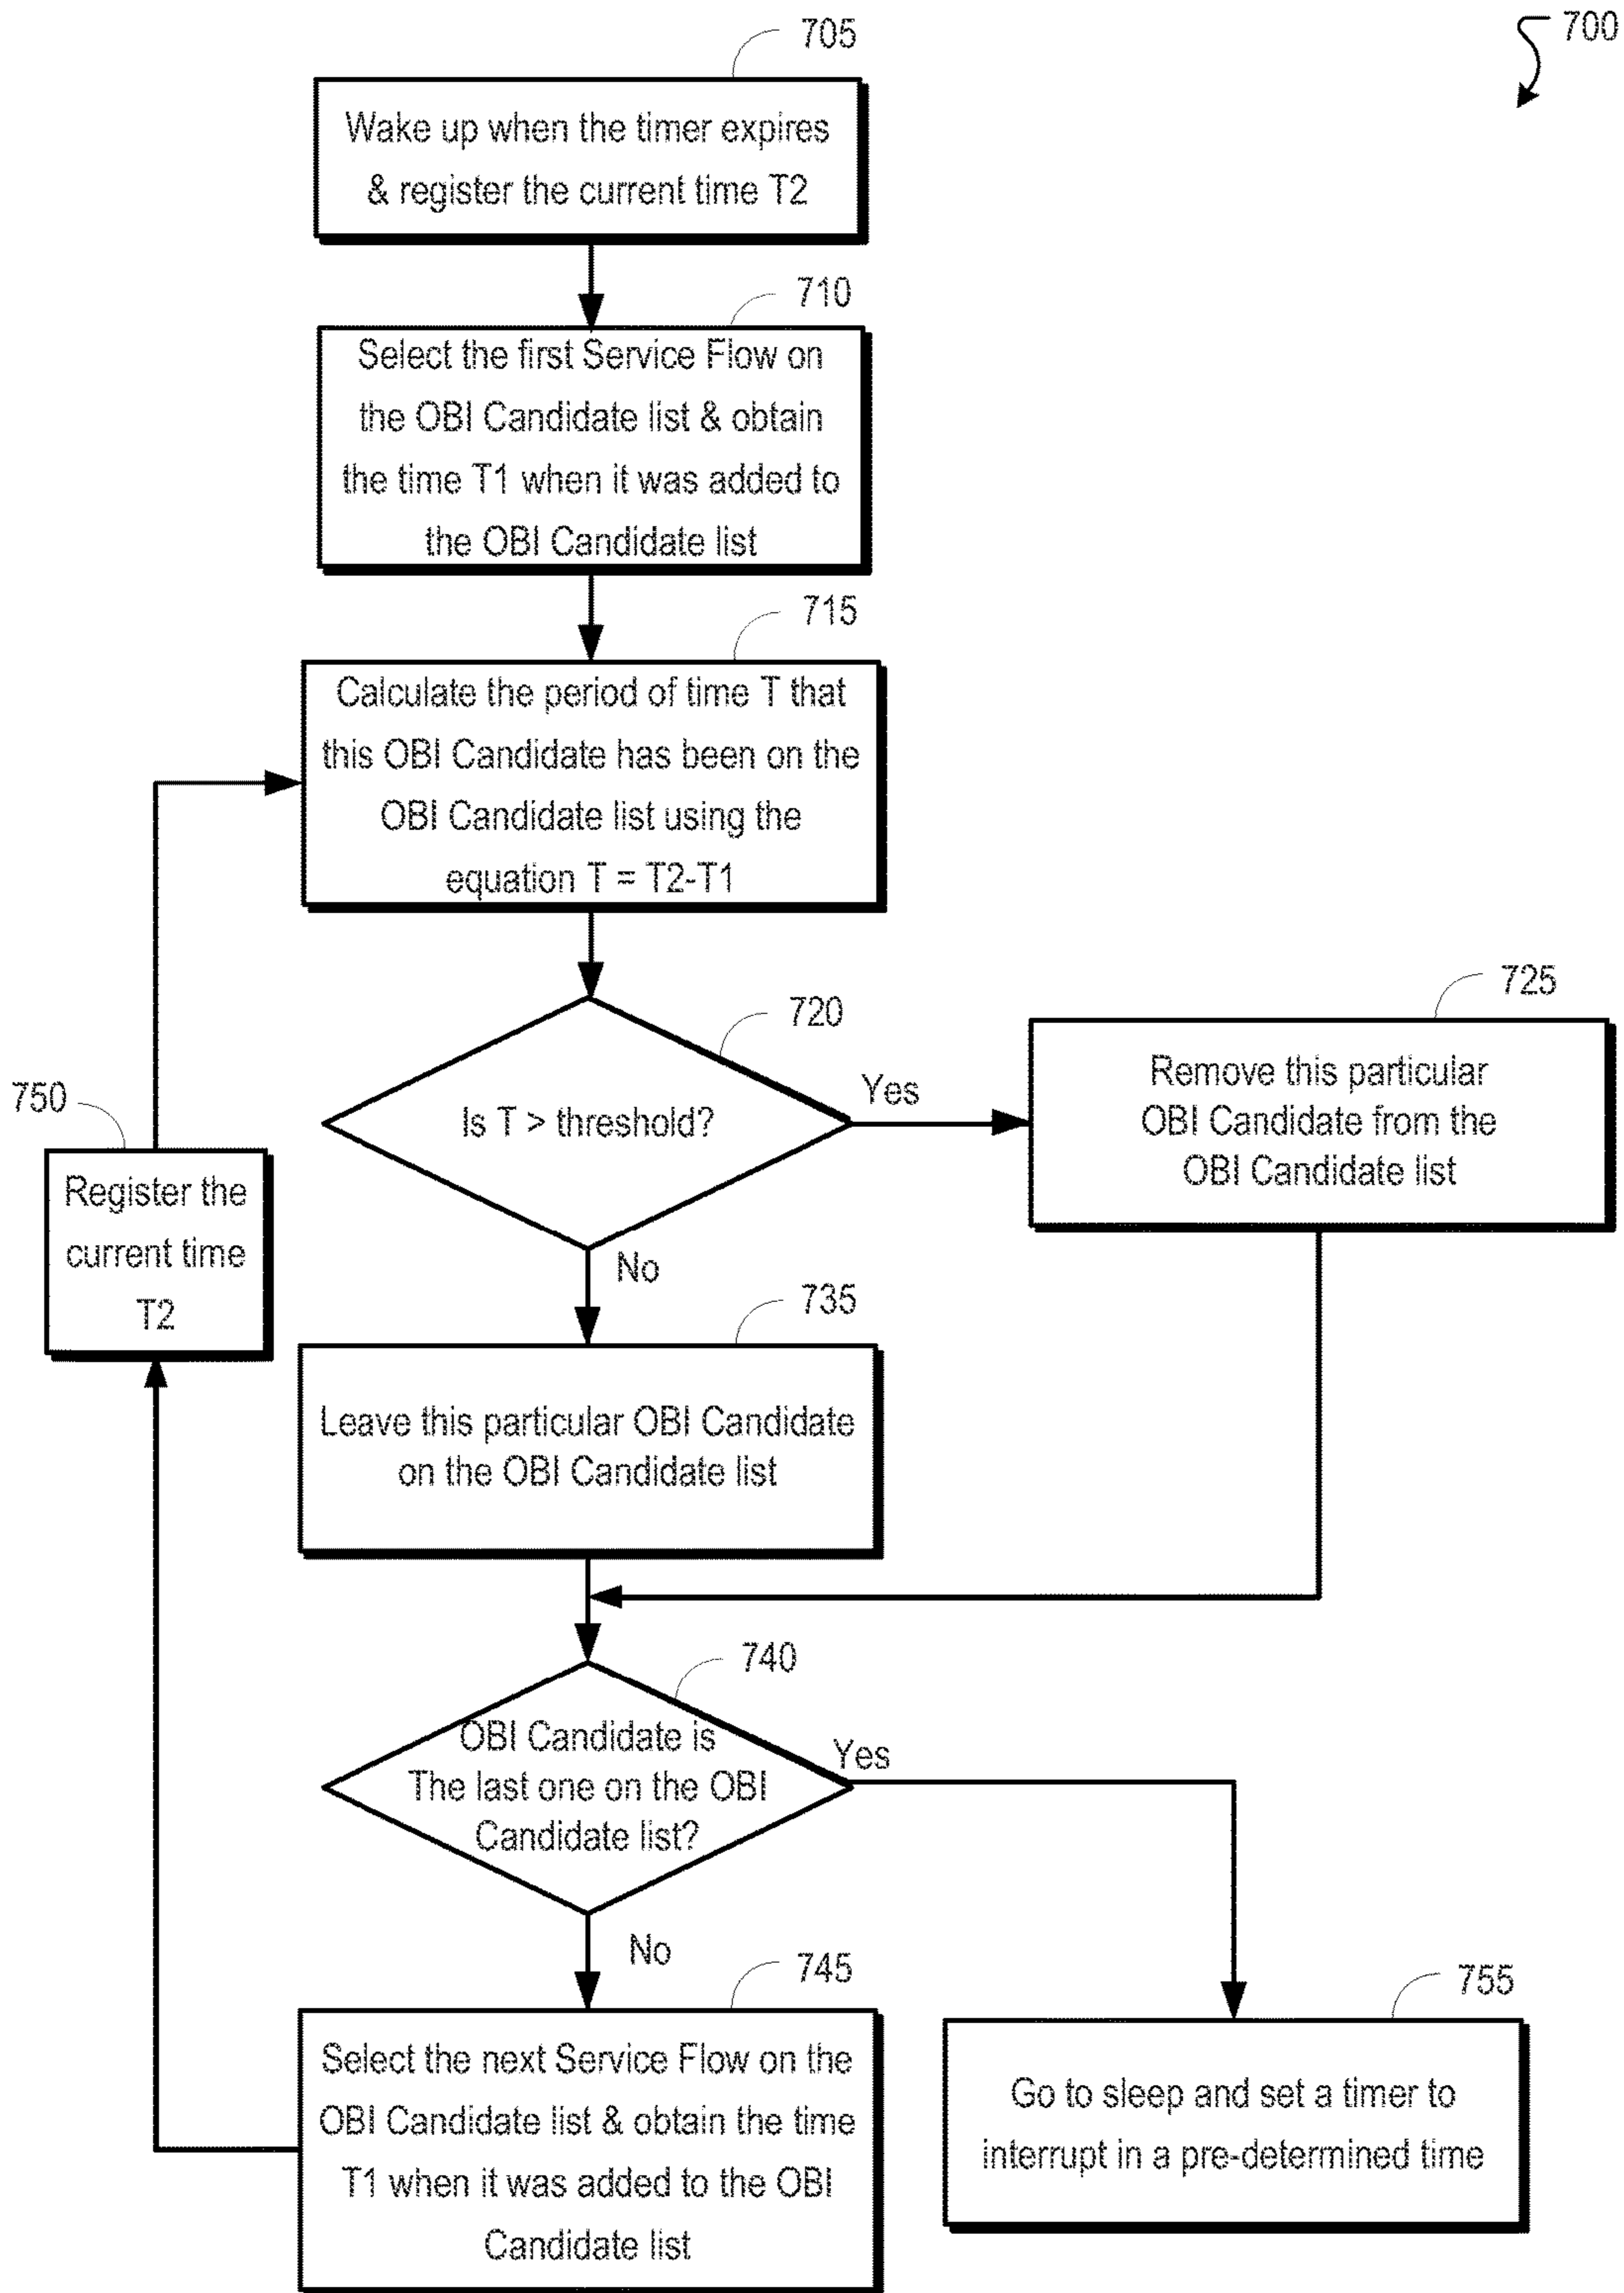 700
705
Wake up when the timer expires
& register the current time T2
710
Select the first Service Flow on
the OBI Candidate list & obtain
the time T1 when it was added to
the OBI Candidate list
715
Calculate the period of time T that
this OBI Candidate has been on the
OBI Candidate list using the
equation T = T2-T1
720
Is T > threshold?
Yes
No
725
Remove this particular
OBI Candidate from the
OBI Candidate list
750
Register the
current time
T2
735
Leave this particular OBI Candidate
on the OBI Candidate list
740
OBI Candidate is
The last one on the OBI
Candidate list?
Yes
No
745
Select the next Service Flow on the
OBI Candidate list & obtain the time
T1 when it was added to the OBI
Candidate list
755
Go to sleep and set a timer to
interrupt in a pre-determined time